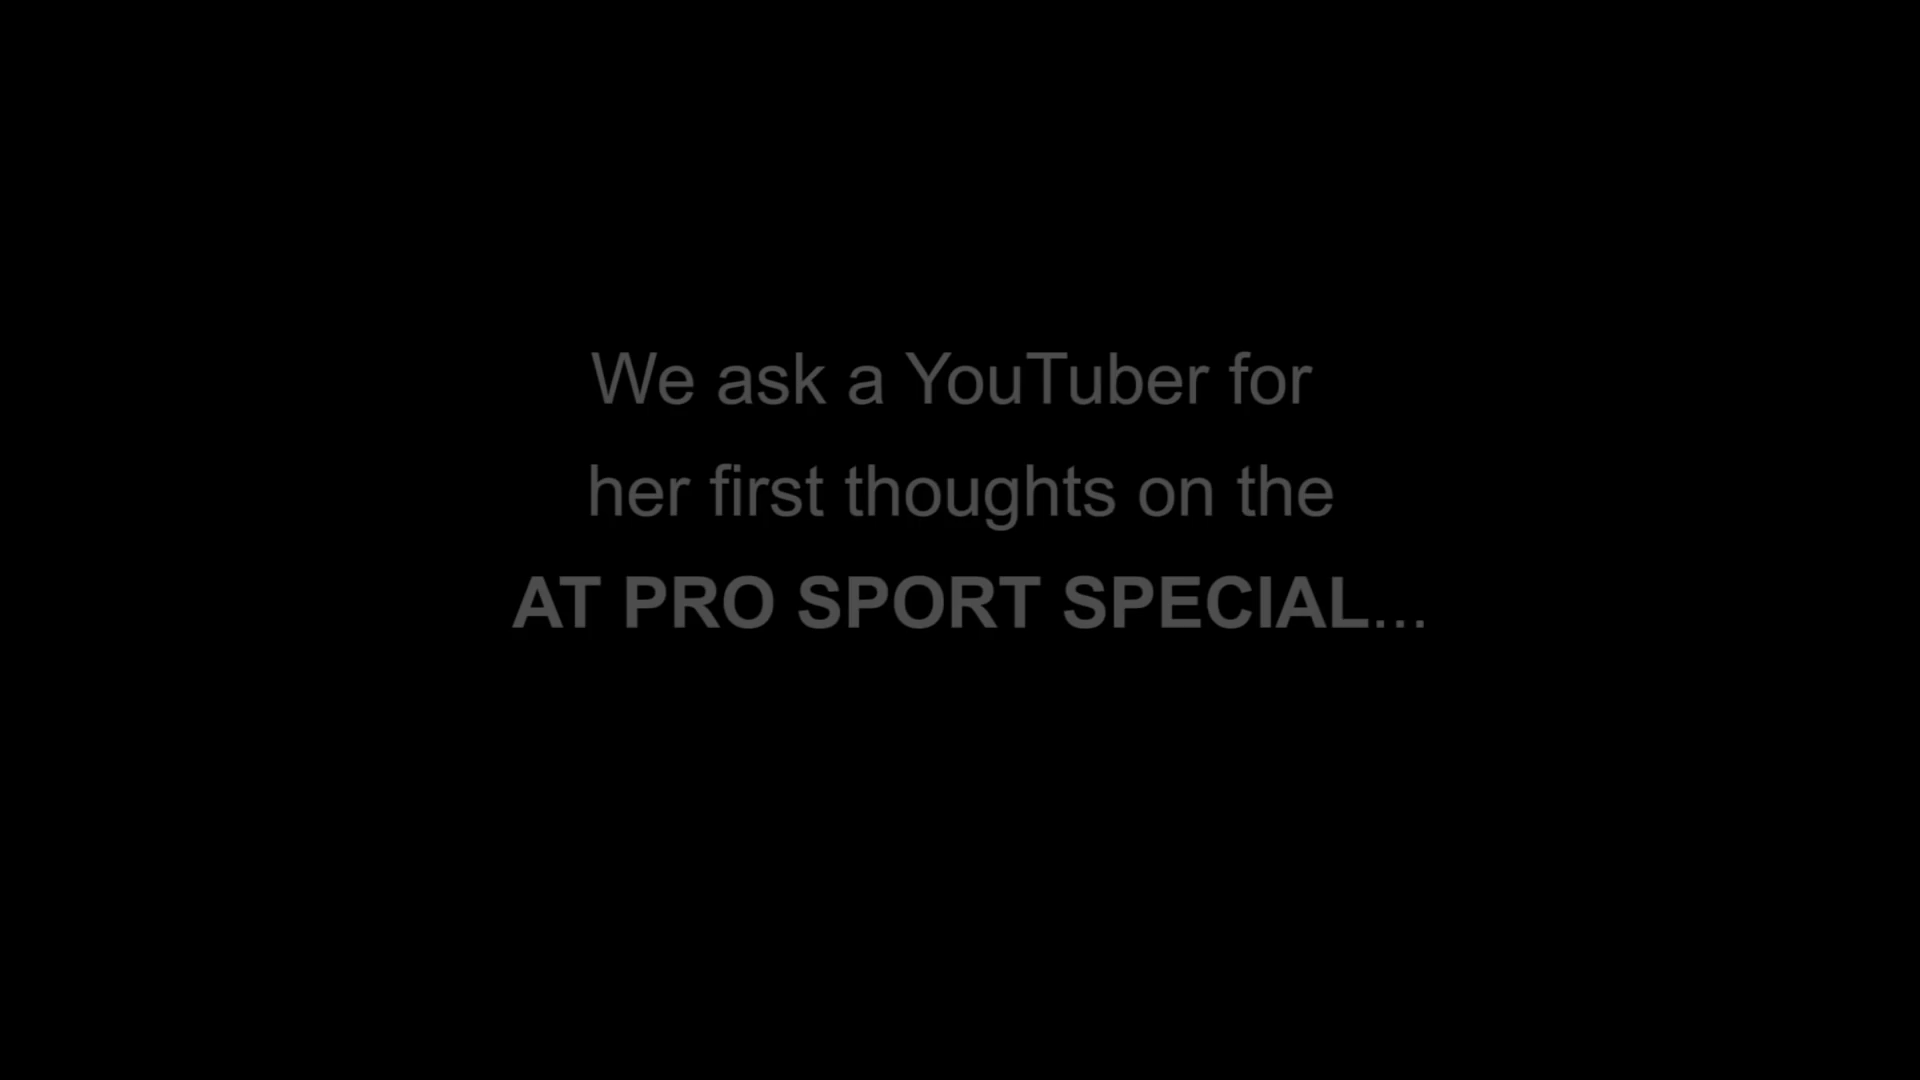 We ask a YouTuber for
her first thoughts on the
AT PRO SPORT SPECIAL...